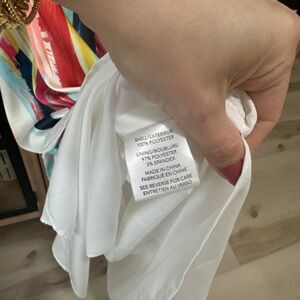 SHELL/EXTERIEUR
100% POLYESTER
LINING/DOUBLURE
97% POLYESTER
3% SPANDEX
MADE IN CHINA
FABRIQUÉ EN CHINE
SEE REVERSE FOR CARE
ENTRETIEN AU VERSO